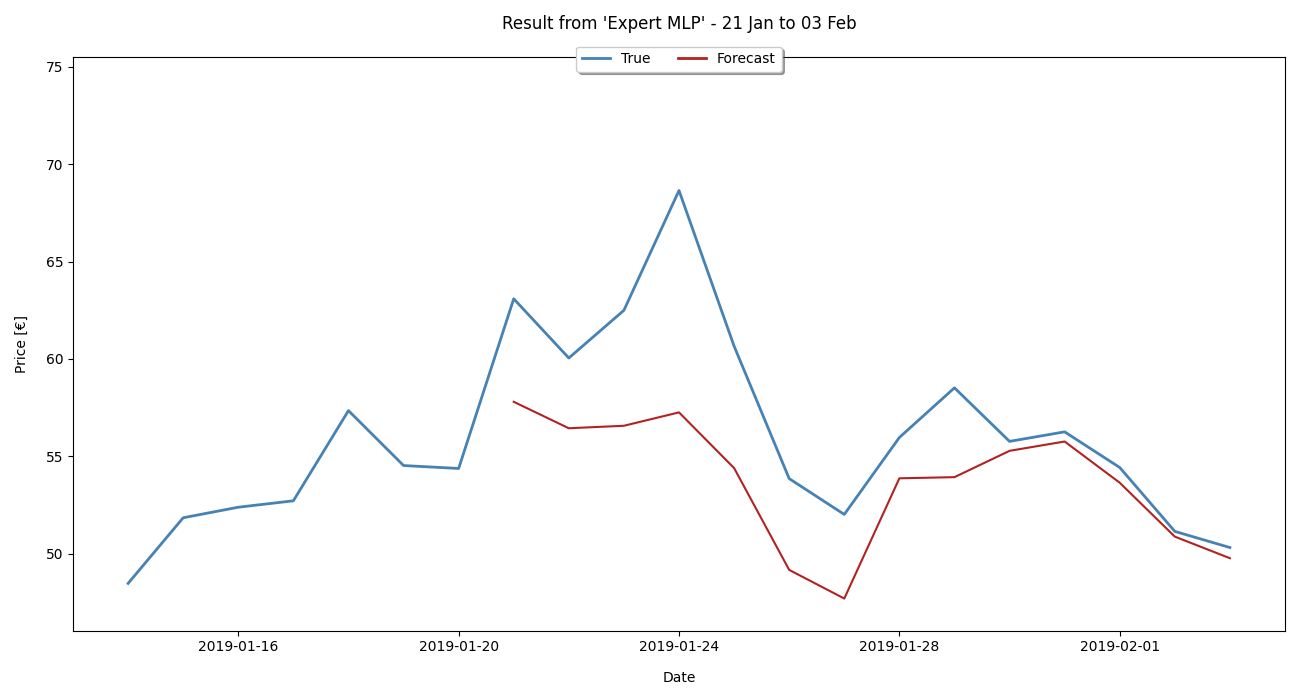 Result from 'Expert MLP' - 21 Jan to 03 Feb
True Forecast
75
70
65
60
55
50
Price [€]
2019-01-16 2019-01-20 2019-01-24 2019-01-28 2019-02-01
Date